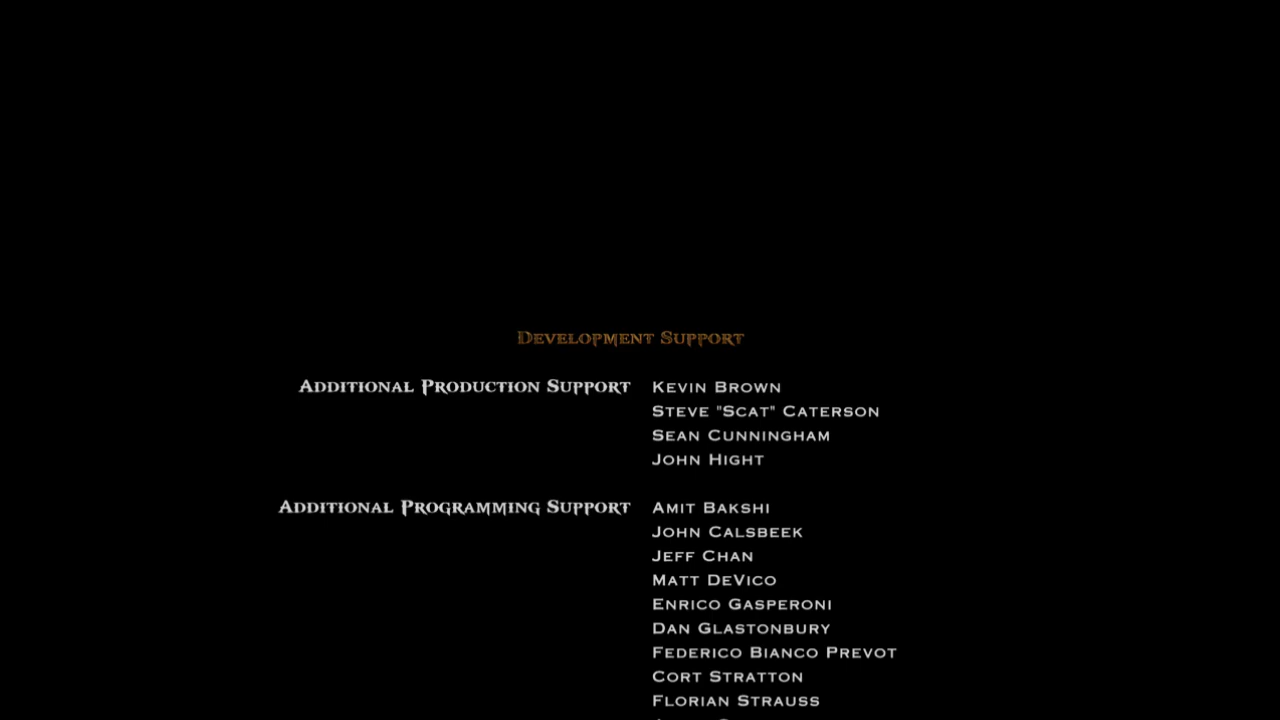 Development Support
Additional Production Support Kevin Brown
Steve "Scat" Caterson
Sean Cunningham
John Hight
Additional Programming Support Amit Bakshi
John Calsbeek
Jeff Chan
Matt DeVico
Enrico Gasperoni
Dan Glastonbury
Federico Bianco Prevot
Cort Stratton
Florian Strauss